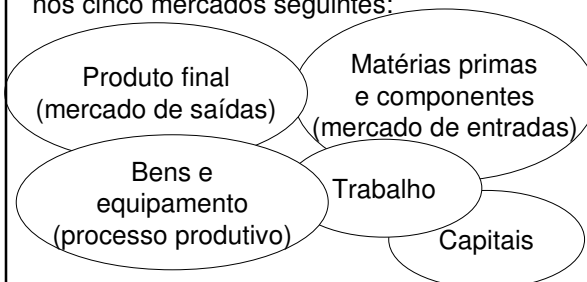 nos cinco mercados seguintes:
Produto final
(mercado de saídas)
Matérias primas
e componentes
(mercado de entradas)
Bens e
equipamento
(processo produtivo)
Trabalho
Capitais